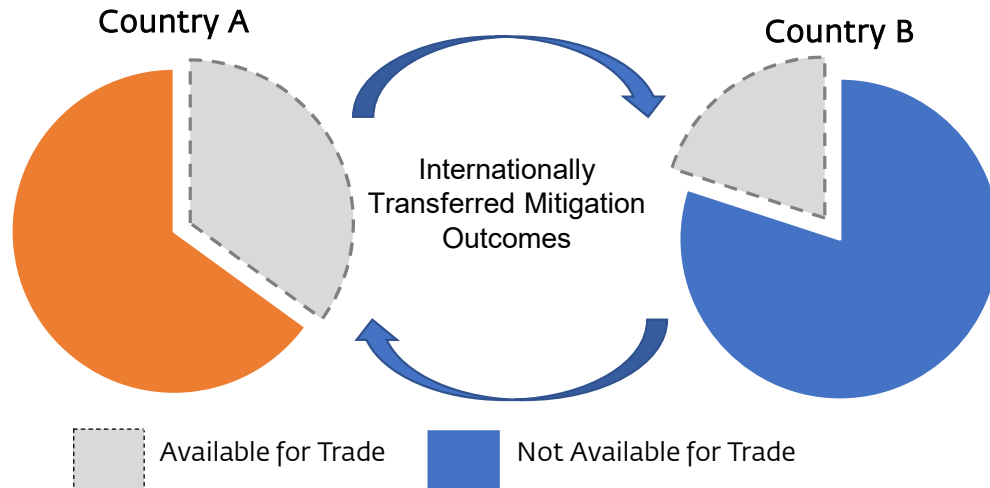 Country A
Country B
Internationally
Transferred Mitigation
Outcomes
Available for Trade
Not Available for Trade